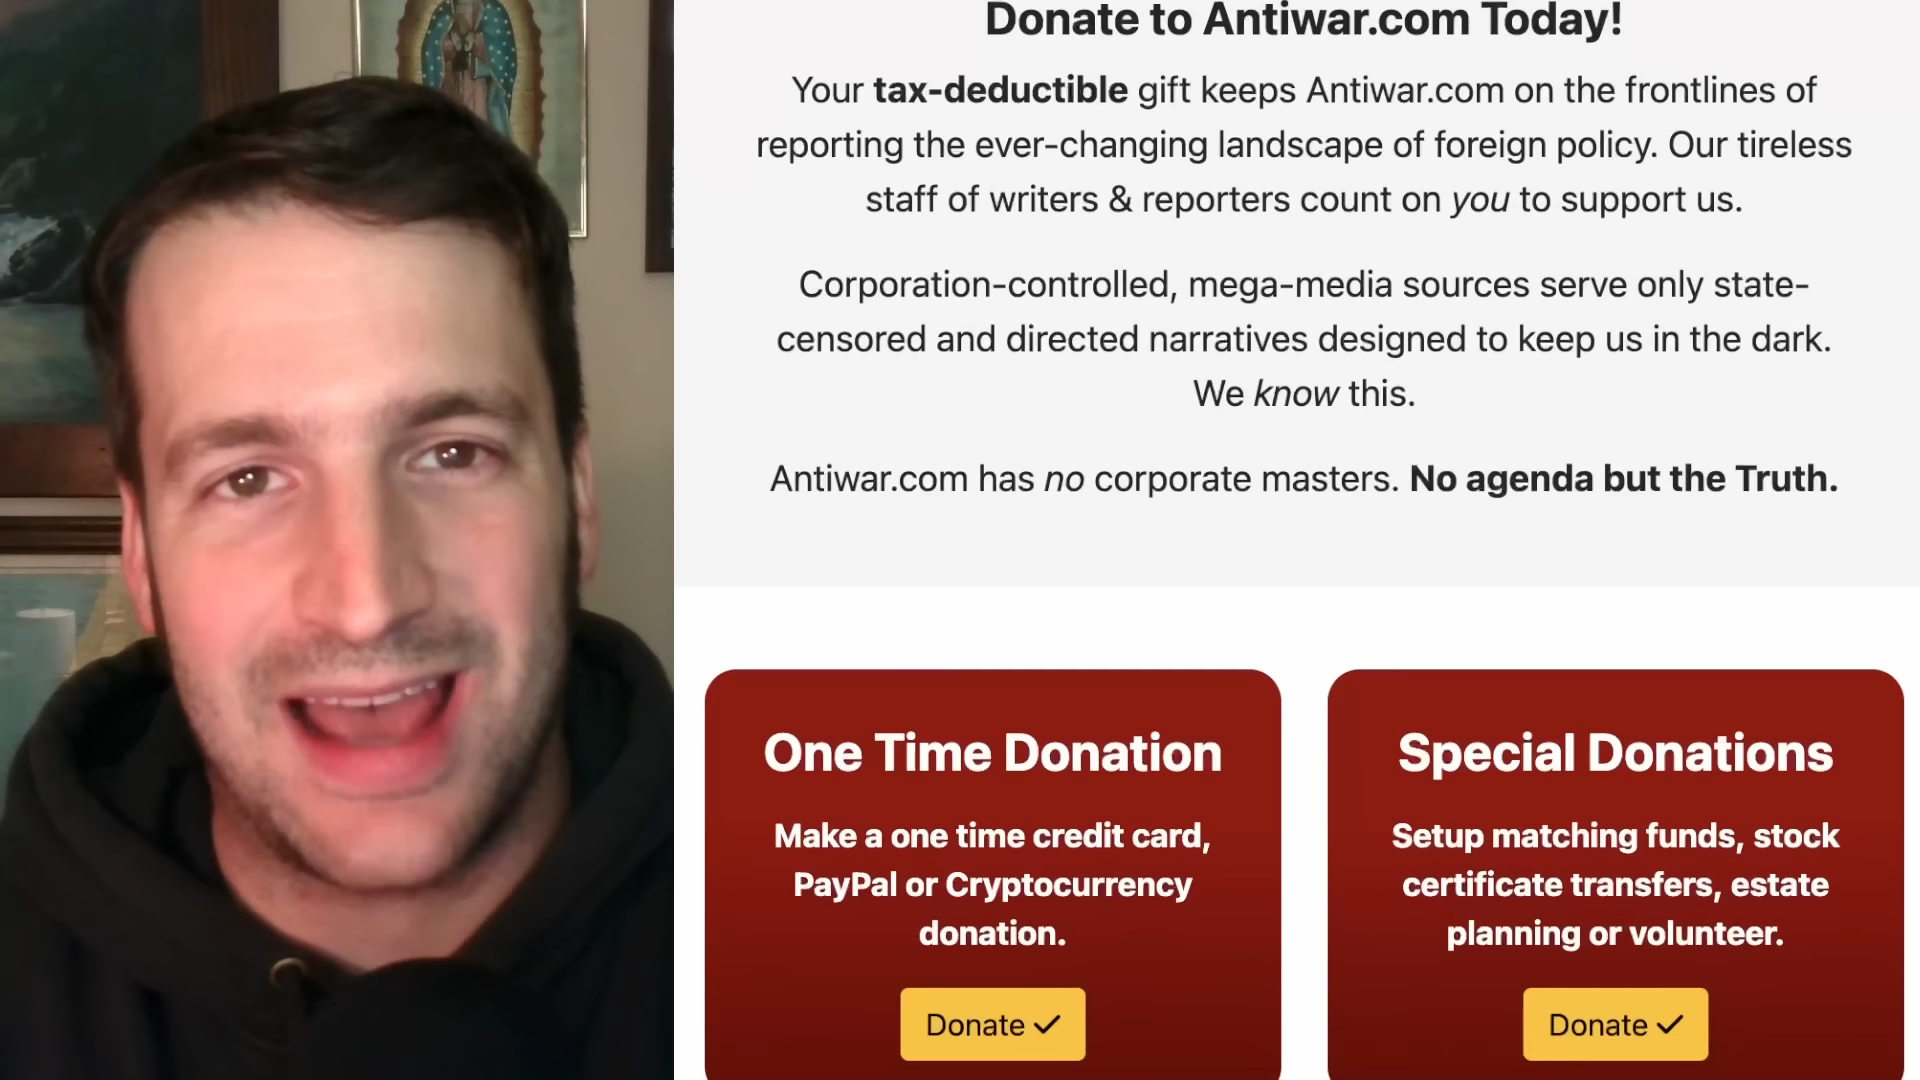 Donate to Antiwar.com Today!
Your tax-deductible gift keeps Antiwar.com on the frontlines of
reporting the ever-changing landscape of foreign policy. Our tireless
staff of writers & reporters count on you to support us.
Corporation-controlled, mega-media sources serve only state-
censored and directed narratives designed to keep us in the dark.
We know this.
Antiwar.com has no corporate masters. No agenda but the Truth.
One Time Donation
Make a one time credit card,
PayPal or Cryptocurrency
donation.
Donate
Special Donations
Setup matching funds, stock
certificate transfers, estate
planning or volunteer.
Donate